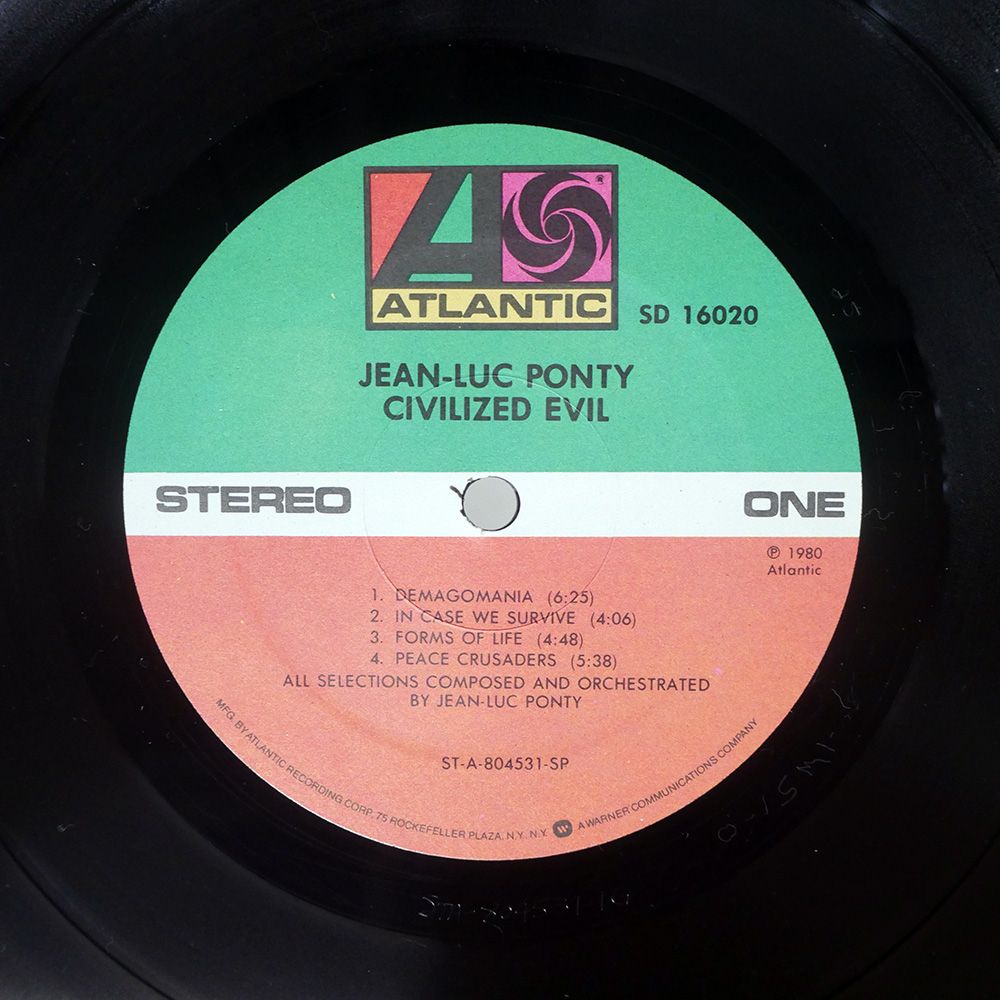 ATLANTIC ®
SD 16020
JEAN-LUC PONTY
CIVILIZED EVIL
STEREO
ONE
℗ 1980
Atlantic
1. DEMAGOMANIA (6:25)
2. IN CASE WE SURVIVE (4:06)
3. FORMS OF LIFE (4:48)
4. PEACE CRUSADERS (5:38)
ALL SELECTIONS COMPOSED AND ORCHESTRATED
BY JEAN-LUC PONTY
ST-A-804531-SP
MFG. BY ATLANTIC RECORDING CORP. 75 ROCKEFELLER PLAZA, N.Y. N.Y. A WARNER COMMUNICATIONS COMPANY